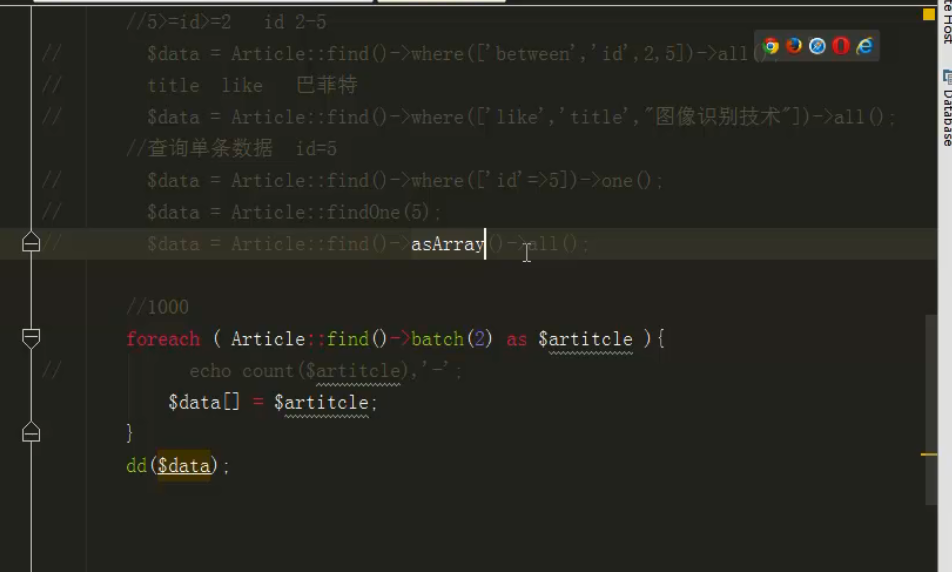 //5>=id>=2 id 2-5
// $data = Article::find()->where(['between','id',2,5])->all();
// title like 巴菲特
// $data = Article::find()->where(['like','title',"图像识别技术"])->all();
//查询单条数据 id=5
// $data = Article::find()->where(['id'=>5])->one();
// $data = Article::findOne(5);
// $data = Article::find()->asArray()->all();
//1000
foreach ( Article::find()->batch(2) as $artitcle ){
// echo count($artitcle),'-';
$data[] = $artitcle;
}
dd($data);
te Host
Database